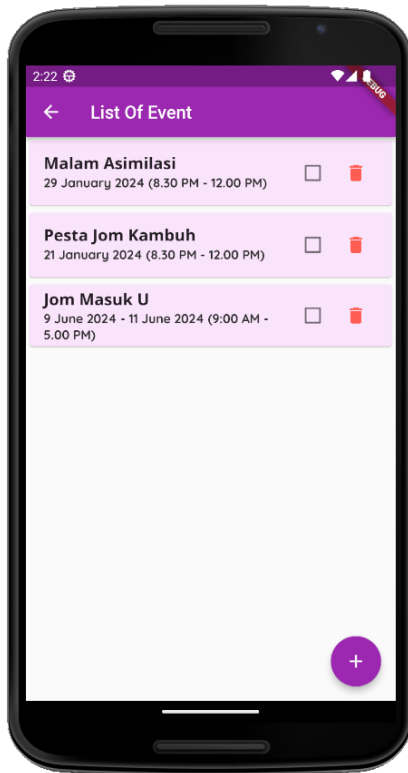 2:22
DEBUG
List Of Event
Malam Asimilasi
29 January 2024 (8.30 PM - 12.00 PM)
Pesta Jom Kambuh
21 January 2024 (8.30 PM - 12.00 PM)
Jom Masuk U
9 June 2024 - 11 June 2024 (9:00 AM -
5.00 PM)